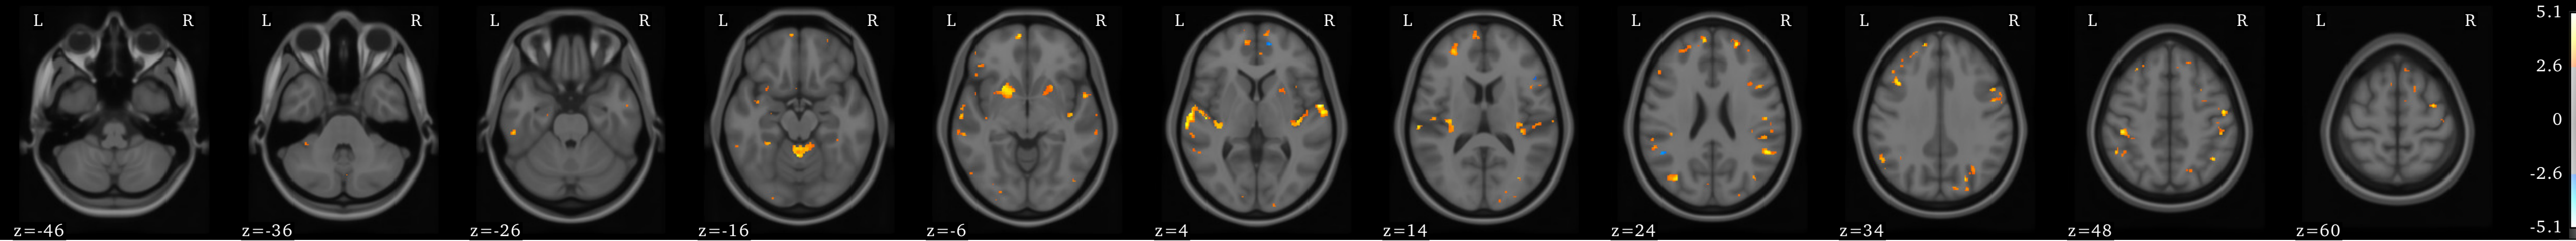 L R L R L R L R L R L R L R L R L R L R L R 5.1
2.6
0
-2.6
z=-46 z=-36 z=-26 z=-16 z=-6 z=4 z=14 z=24 z=34 z=48 z=60 -5.1